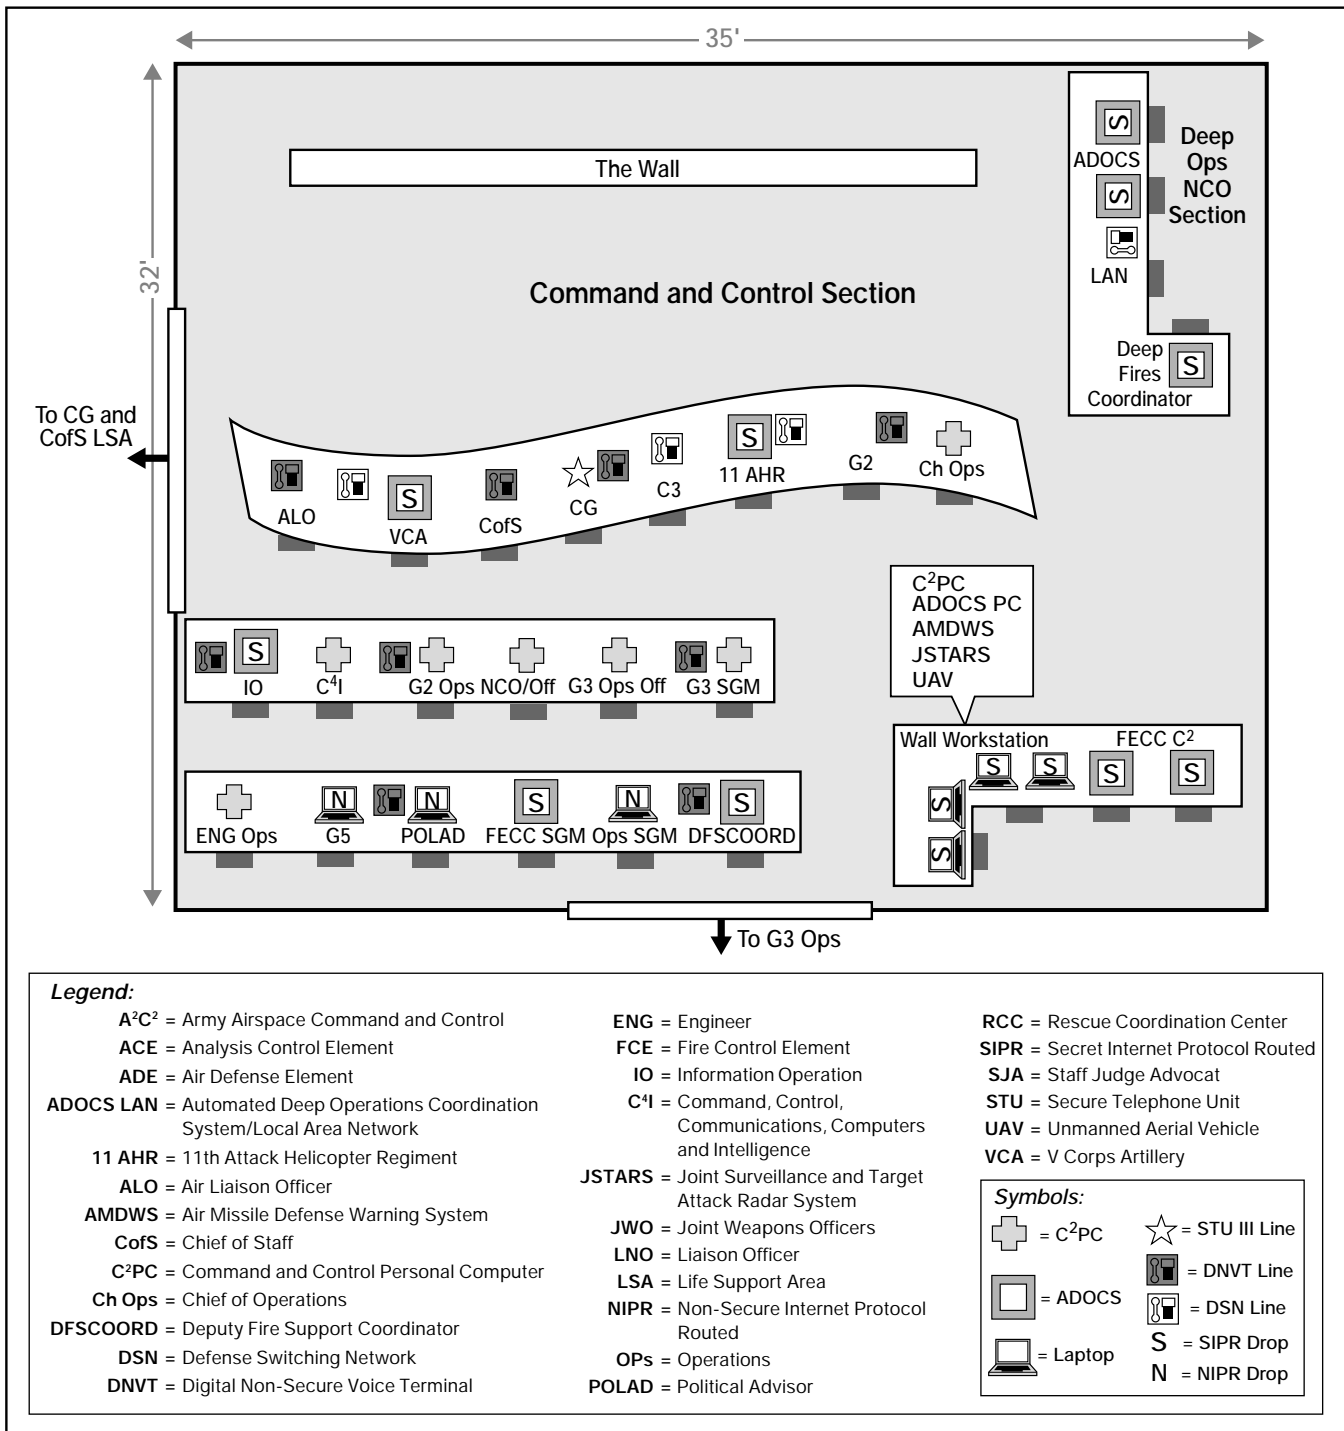 35'
32'
The Wall
Command and Control Section
S
ADOCS
S
LAN
Deep
Ops
NCO
Section
Deep
Fires
Coordinator
S
To CG and
CofS LSA
ALO
S
VCA
CofS
CG
C3
S
11 AHR
G2
Ch Ops
C²PC
ADOCS PC
AMDWS
JSTARS
UAV
S
IO
C⁴I
G2 Ops
NCO/Off
G3 Ops Off
G3 SGM
Wall Workstation
FECC C²
S
S
S
S
S
S
ENG Ops
N
G5
N
POLAD
S
FECC SGM
N
Ops SGM
S
DFSCOORD
To G3 Ops
Legend:
A²C² = Army Airspace Command and Control
ACE = Analysis Control Element
ADE = Air Defense Element
ADOCS LAN = Automated Deep Operations Coordination
System/Local Area Network
11 AHR = 11th Attack Helicopter Regiment
ALO = Air Liaison Officer
AMDWS = Air Missile Defense Warning System
CofS = Chief of Staff
C²PC = Command and Control Personal Computer
Ch Ops = Chief of Operations
DFSCOORD = Deputy Fire Support Coordinator
DSN = Defense Switching Network
DNVT = Digital Non-Secure Voice Terminal
ENG = Engineer
FCE = Fire Control Element
IO = Information Operation
C⁴I = Command, Control,
Communications, Computers
and Intelligence
JSTARS = Joint Surveillance and Target
Attack Radar System
JWO = Joint Weapons Officers
LNO = Liaison Officer
LSA = Life Support Area
NIPR = Non-Secure Internet Protocol
Routed
OPs = Operations
POLAD = Political Advisor
RCC = Rescue Coordination Center
SIPR = Secret Internet Protocol Routed
SJA = Staff Judge Advocat
STU = Secure Telephone Unit
UAV = Unmanned Aerial Vehicle
VCA = V Corps Artillery
Symbols:
= C²PC
= ADOCS
= Laptop
= STU III Line
= DNVT Line
= DSN Line
S = SIPR Drop
N = NIPR Drop